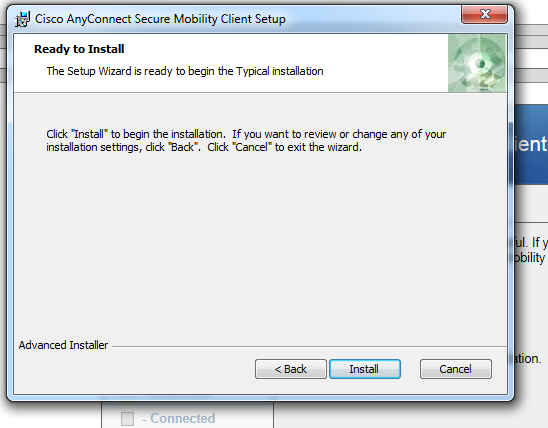 Cisco AnyConnect Secure Mobility Client Setup
Ready to Install
The Setup Wizard is ready to begin the Typical installation
Click "Install" to begin the installation. If you want to review or change any of your
installation settings, click "Back". Click "Cancel" to exit the wizard.
ient
ful. If y
obility
ation.
Advanced Installer
< Back
Install
Cancel
- Connected